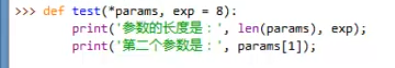 >>> def test(*params, exp = 8):
print('参数的长度是：', len(params), exp);
print('第二个参数是：', params[1]);